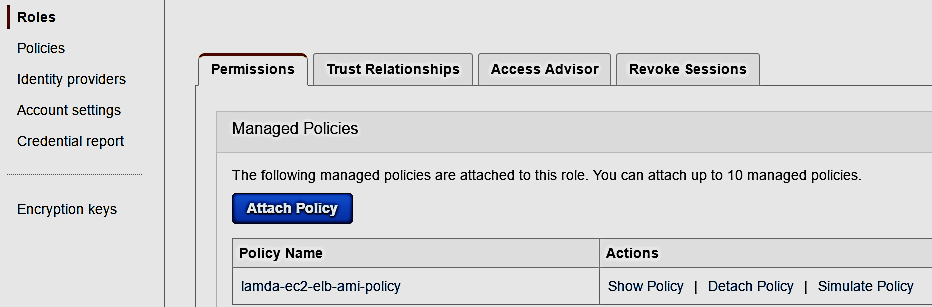 Roles
Policies
Identity providers
Account settings
Credential report
Encryption keys
Permissions Trust Relationships Access Advisor Revoke Sessions
Managed Policies
The following managed policies are attached to this role. You can attach up to 10 managed policies.
Attach Policy
Policy Name Actions
lamda-ec2-elb-ami-policy Show Policy | Detach Policy | Simulate Policy